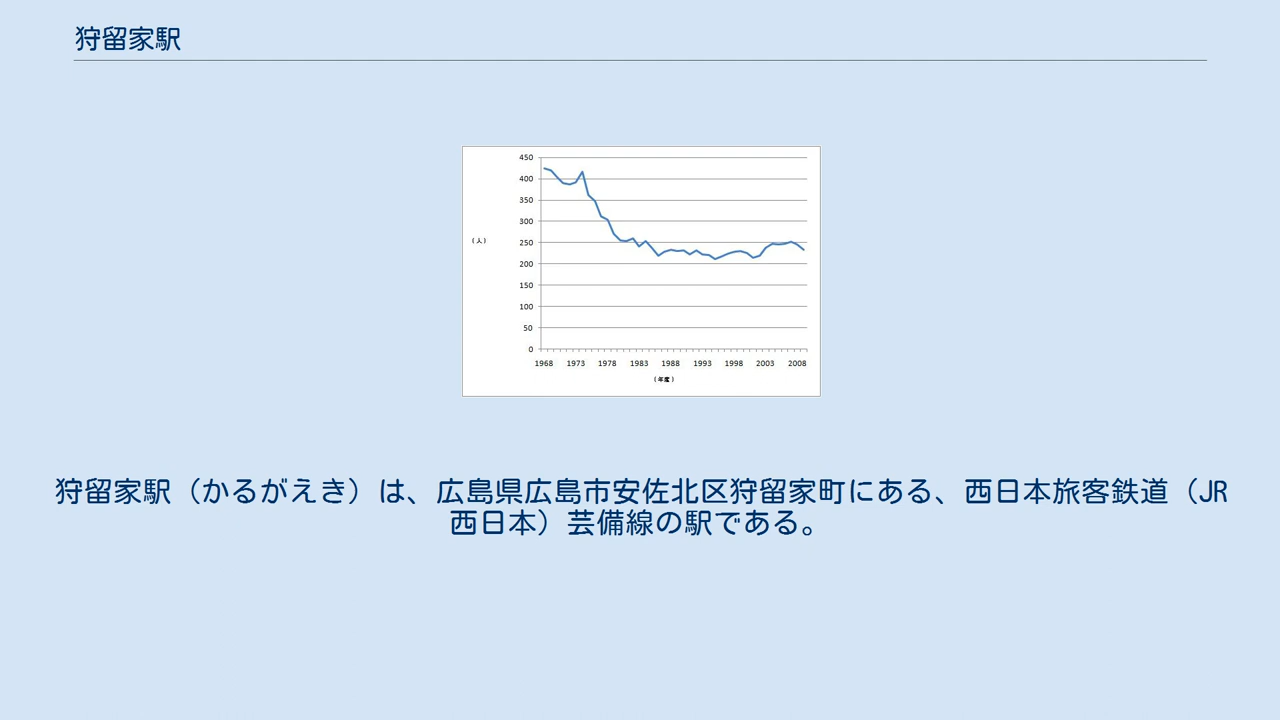 狩留家駅
450
400
350
300
250
200
150
100
50
0
（人）
1968 1973 1978 1983 1988 1993 1998 2003 2008
（年度）
狩留家駅（かるがえき）は、広島県広島市安佐北区狩留家町にある、西日本旅客鉄道（JR
西日本）芸備線の駅である。